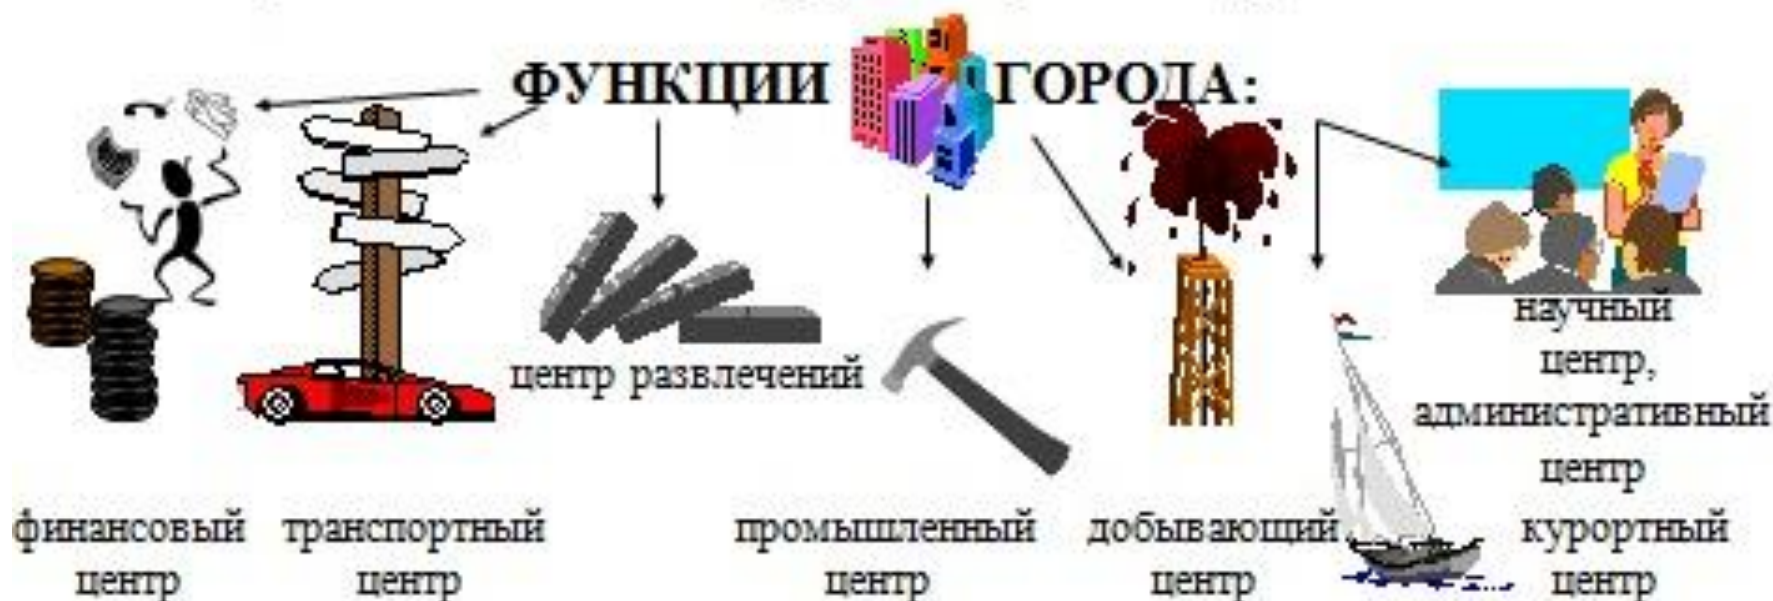 ФУНКЦИИ ГОРОДА:
центр развлечений
научный
центр,
административный
центр
финансовый
центр
транспортный
центр
промышленный
центр
добывающий
центр
курортный
центр